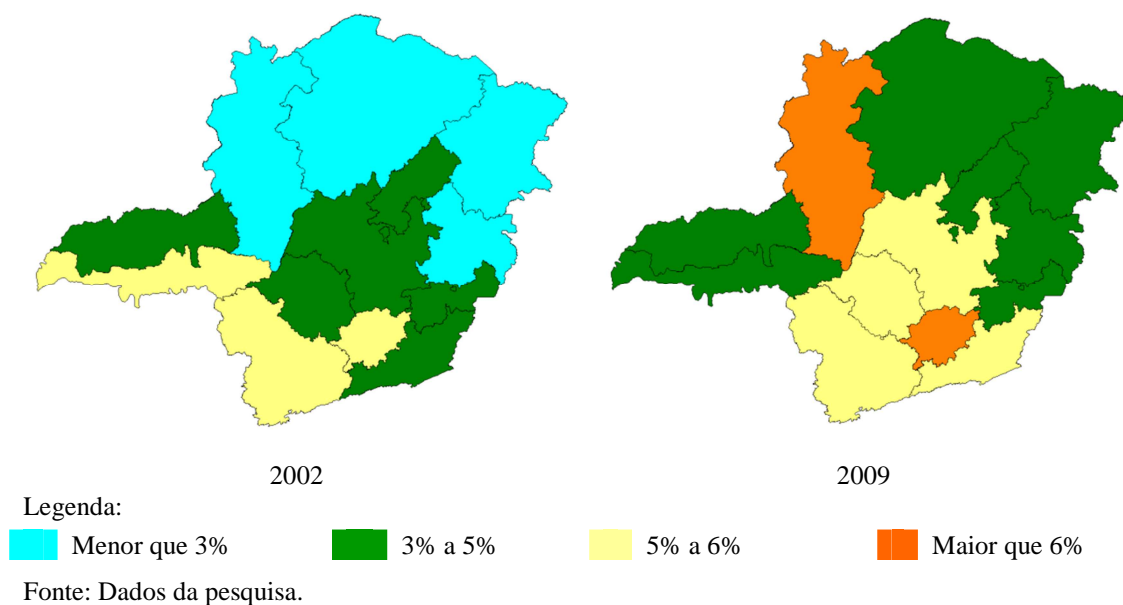 2002 2009
Legenda:
Menor que 3% 3% a 5% 5% a 6% Maior que 6%
Fonte: Dados da pesquisa.